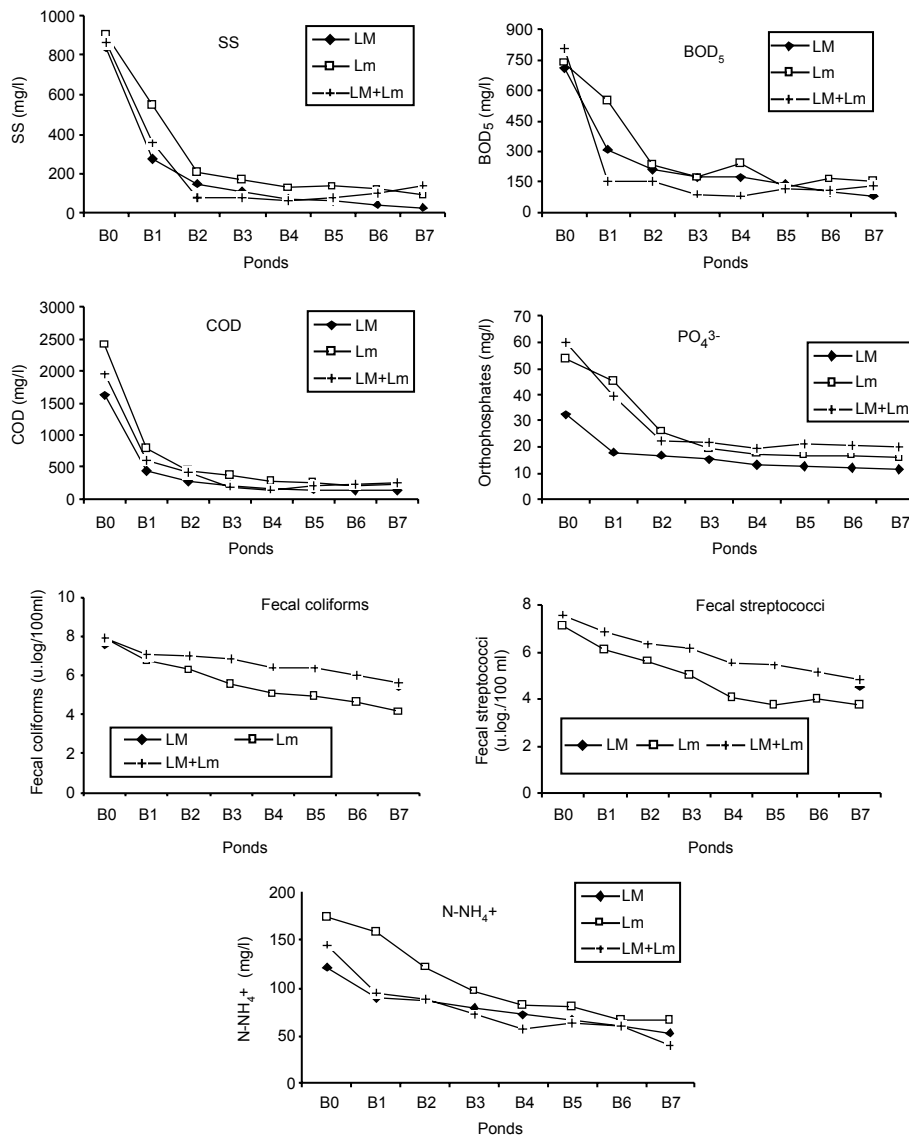 SS
LM
Lm
LM+Lm
SS (mg/l)
1000
800
600
400
200
0
B0 B1 B2 B3 B4 B5 B6 B7
Ponds
BOD5
LM
Lm
LM+Lm
BOD5 (mg/l)
900
750
600
450
300
150
0
B0 B1 B2 B3 B4 B5 B6 B7
Ponds
COD
LM
Lm
LM+Lm
COD (mg/l)
3000
2500
2000
1500
1000
500
0
B0 B1 B2 B3 B4 B5 B6 B7
Ponds
PO4 3-
LM
Lm
LM+Lm
Orthophosphates (mg/l)
70
60
50
40
30
20
10
0
B0 B1 B2 B3 B4 B5 B6 B7
Ponds
Fecal coliforms
Fecal coliforms (u.log/100ml)
10
8
6
4
2
0
LM Lm
LM+Lm
B0 B1 B2 B3 B4 B5 B6 B7
Ponds
Fecal streptococci
Fecal streptococci
(u.log./100 ml)
8
6
4
2
0
LM Lm LM+Lm
B0 B1 B2 B3 B4 B5 B6 B7
Ponds
N-NH4+
LM
Lm
LM+Lm
N-NH4+ (mg/l)
200
150
100
50
0
B0 B1 B2 B3 B4 B5 B6 B7
Ponds